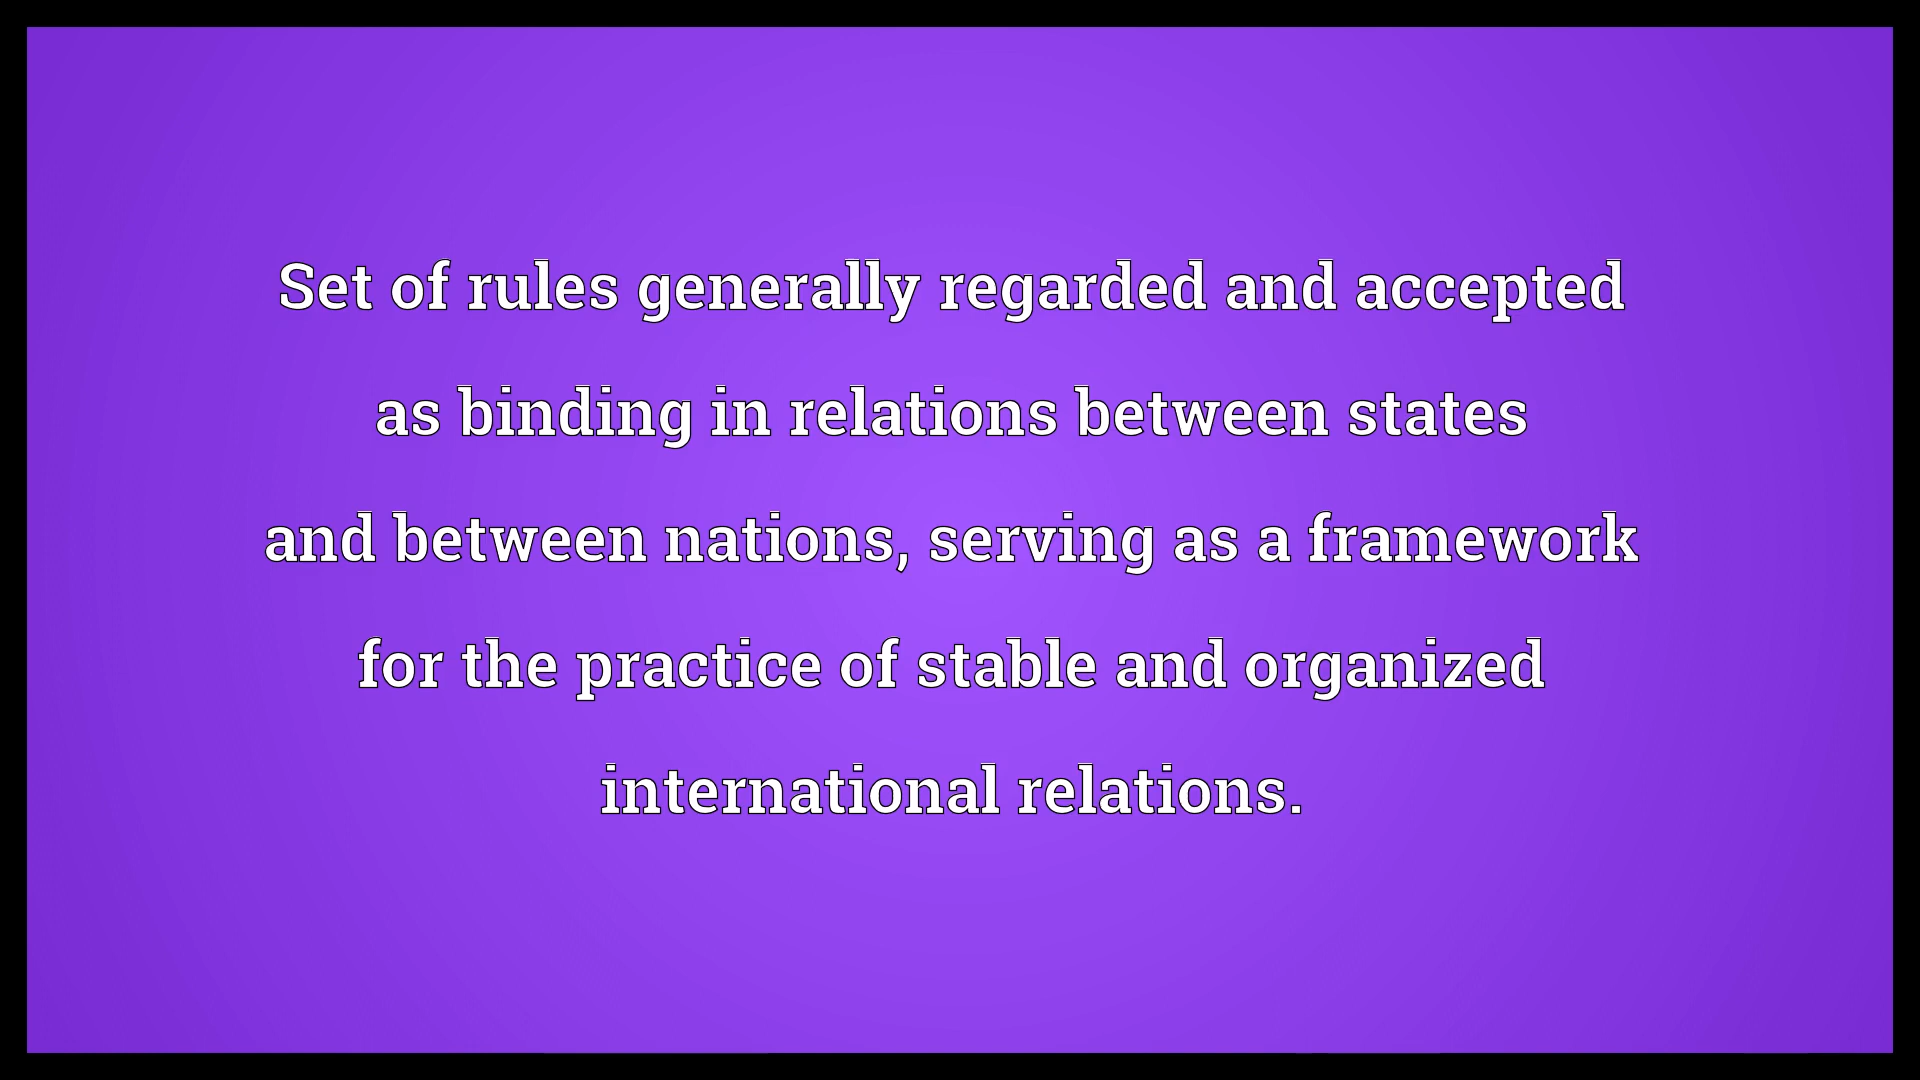 Set of rules generally regarded and accepted
as binding in relations between states
and between nations, serving as a framework
for the practice of stable and organized
international relations.